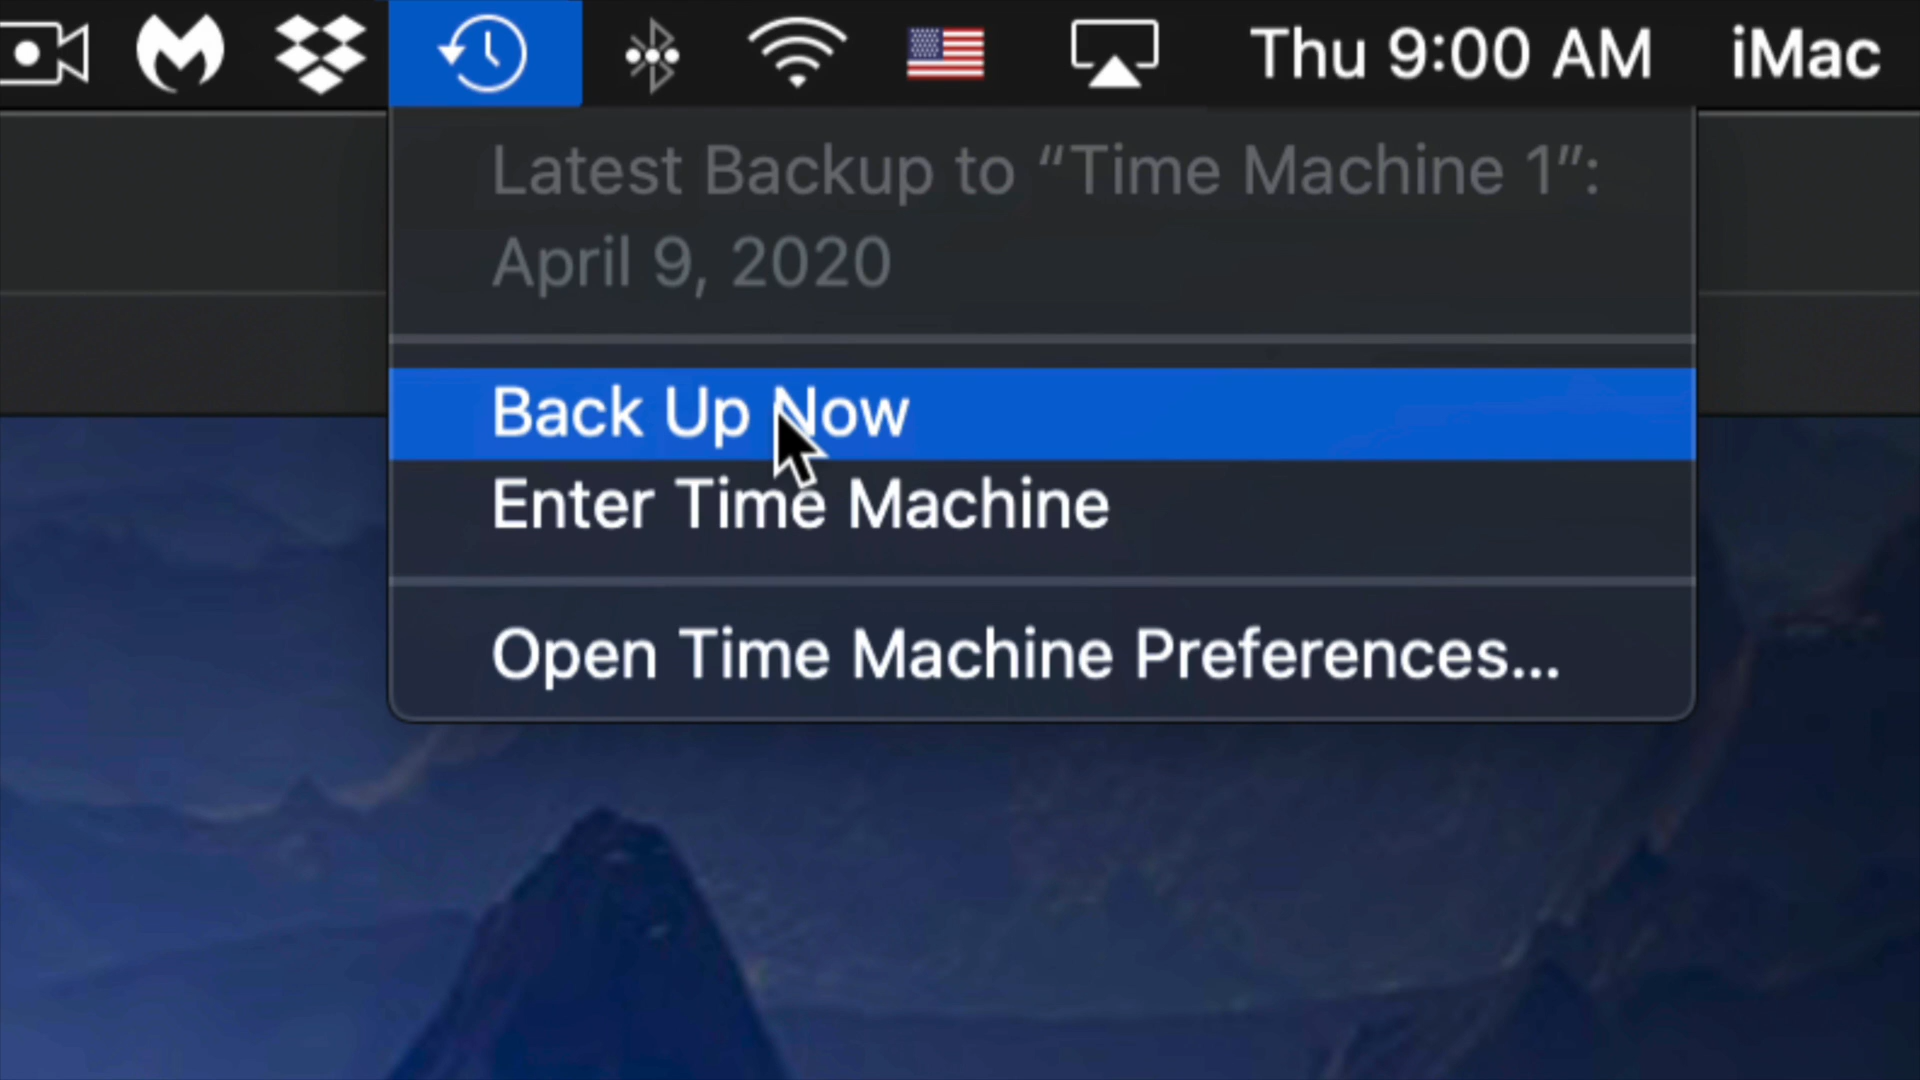 Thu 9:00 AM iMac
Latest Backup to “Time Machine 1”:
April 9, 2020
Back Up Now
Enter Time Machine
Open Time Machine Preferences...